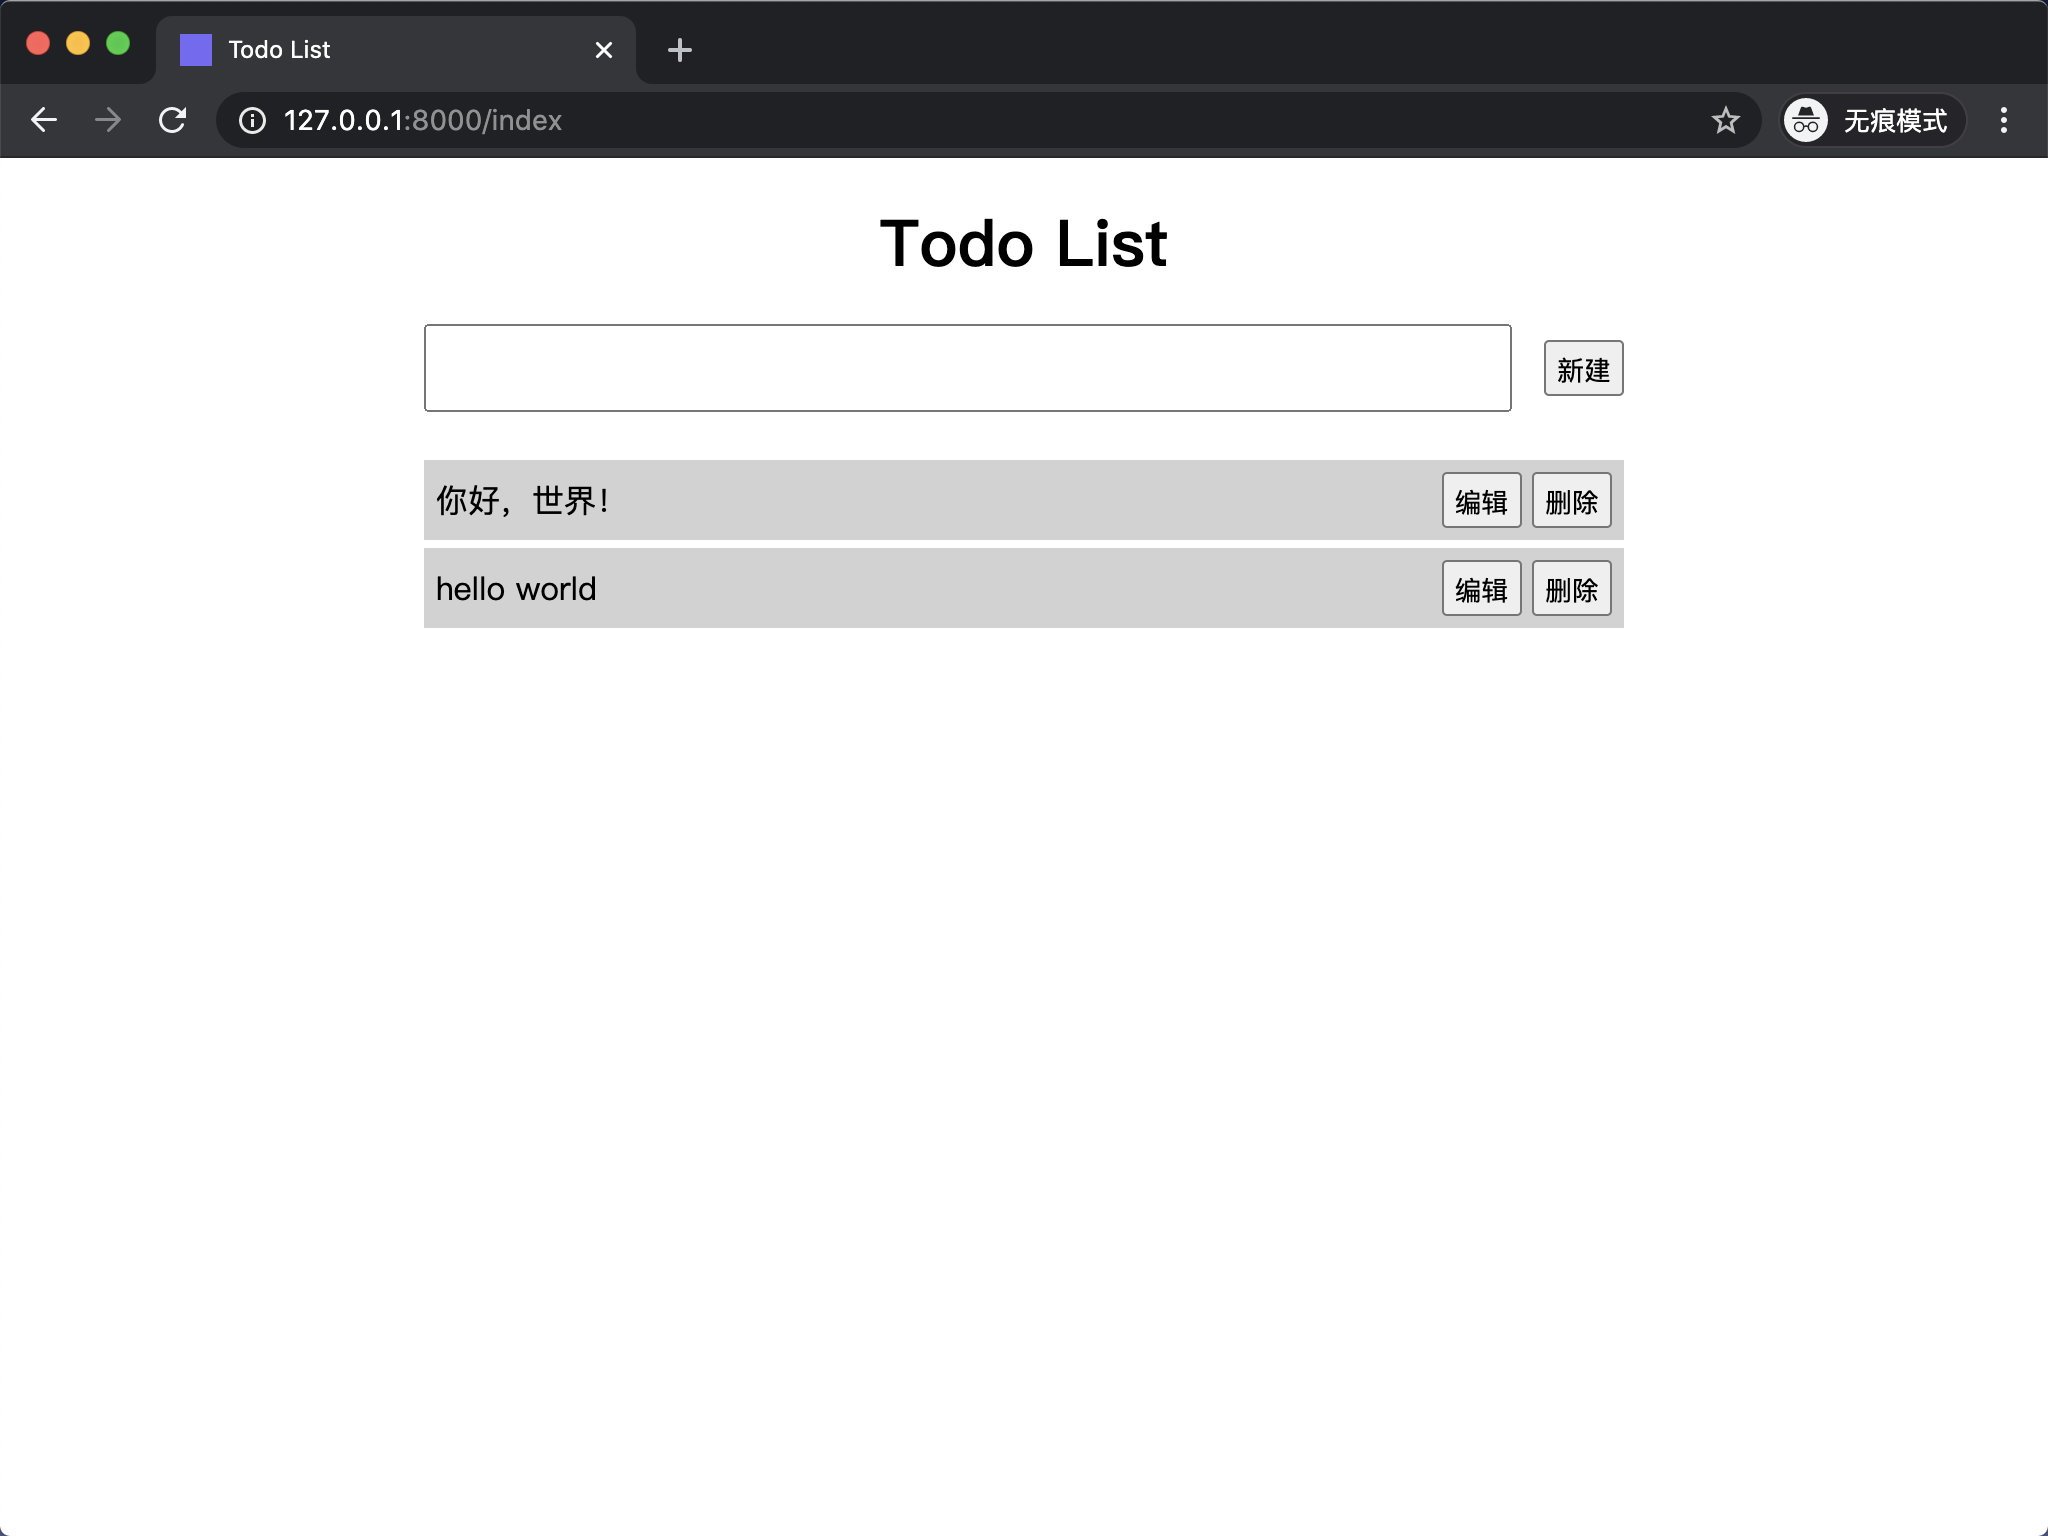 Todo List
127.0.0.1:8000/index
无痕模式
Todo List
新建
你好，世界！
编辑 删除
hello world
编辑 删除